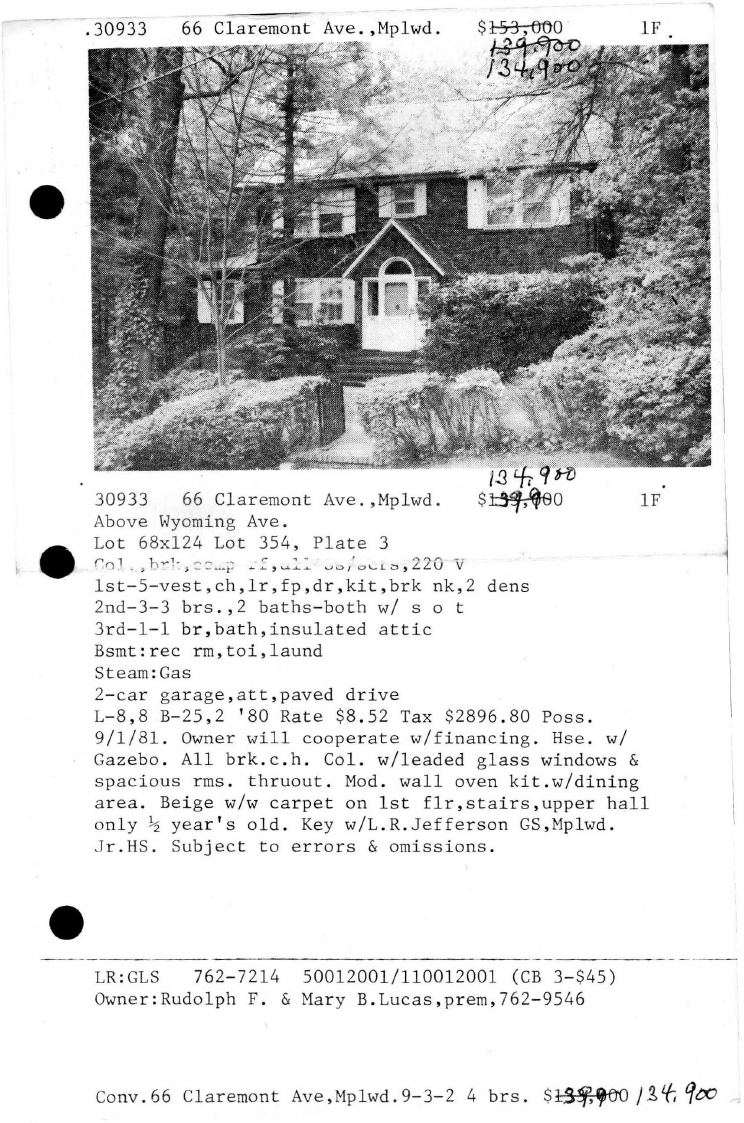 .30933 66 Claremont Ave.,Mplwd. $153,000 1F.
139,900
134,900
134,900
30933 66 Claremont Ave.,Mplwd. $139,900 1F
Above Wyoming Ave.
Lot 68x124 Lot 354, Plate 3
Col.,brk,comp rf,all ss/scrs,220 V
1st-5-vest,ch,lr,fp,dr,kit,brk nk,2 dens
2nd-3-3 brs.,2 baths-both w/ s o t
3rd-1-1 br,bath,insulated attic
Bsmt:rec rm,toi,laund
Steam:Gas
2-car garage,att,paved drive
L-8,8 B-25,2 '80 Rate $8.52 Tax $2896.80 Poss.
9/1/81. Owner will cooperate w/financing. Hse. w/
Gazebo. All brk.c.h. Col. w/leaded glass windows &
spacious rms. thruout. Mod. wall oven kit.w/dining
area. Beige w/w carpet on 1st flr,stairs,upper hall
only ½ year's old. Key w/L.R.Jefferson GS,Mplwd.
Jr.HS. Subject to errors & omissions.
LR:GLS 762-7214 50012001/110012001 (CB 3-$45)
Owner:Rudolph F. & Mary B.Lucas,prem,762-9546
Conv.66 Claremont Ave,Mplwd.9-3-2 4 brs. $139,900 134,900